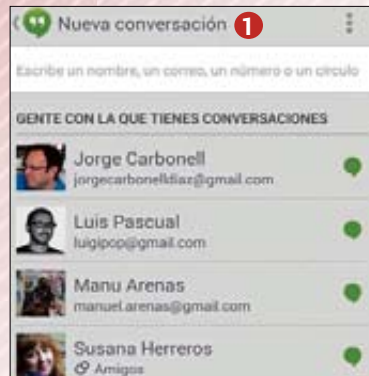 Nueva conversación 1
Escribe un nombre, un correo, un número o un círculo
GENTE CON LA QUE TIENES CONVERSACIONES
Jorge Carbonell
jorgecarbonelldiaz@gmail.com
Luis Pascual
luigipop@gmail.com
Manu Arenas
manuel.arenas@gmail.com
Susana Herreros
Amigos